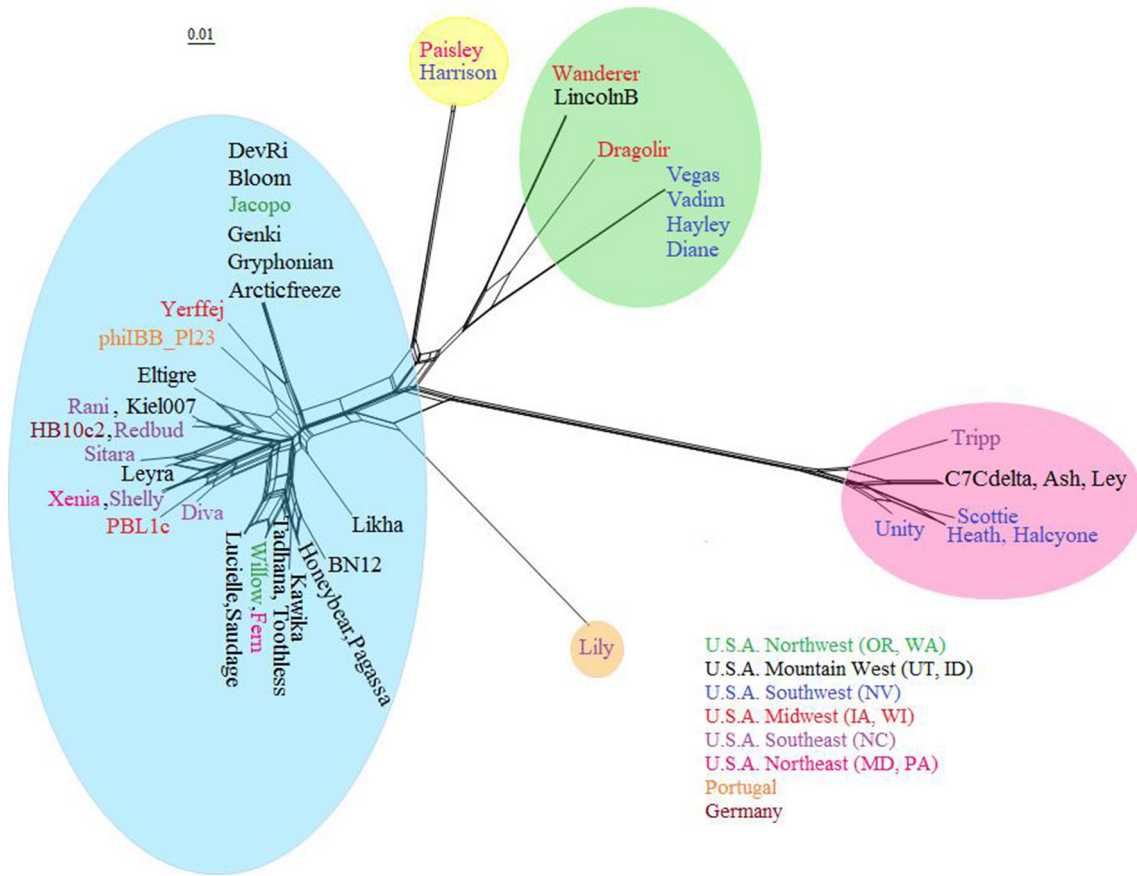 0.01
Paisley
Harrison
Wanderer
LincolnB
Dragolir
Vegas
Vadim
Hayley
Diane
DevRi
Bloom
Jacopo
Genki
Gryphonian
Arcticfreeze
Yerffej
phiIBB_Pl23
Eltigre
Rani, Kiel007
HB10c2,Redbud
Sitara
Leyra
Xenia,Shelly
PBL1c
Diva
Lucielle,Saudage
Willow,Fern
Tadhana, Toothless
Kawika
Honeybear,Pagassa
BN12
Likha
Lily
Tripp
C7Cdelta, Ash, Ley
Scottie
Unity
Heath, Halcyone
U.S.A. Northwest (OR, WA)
U.S.A. Mountain West (UT, ID)
U.S.A. Southwest (NV)
U.S.A. Midwest (IA, WI)
U.S.A. Southeast (NC)
U.S.A. Northeast (MD, PA)
Portugal
Germany